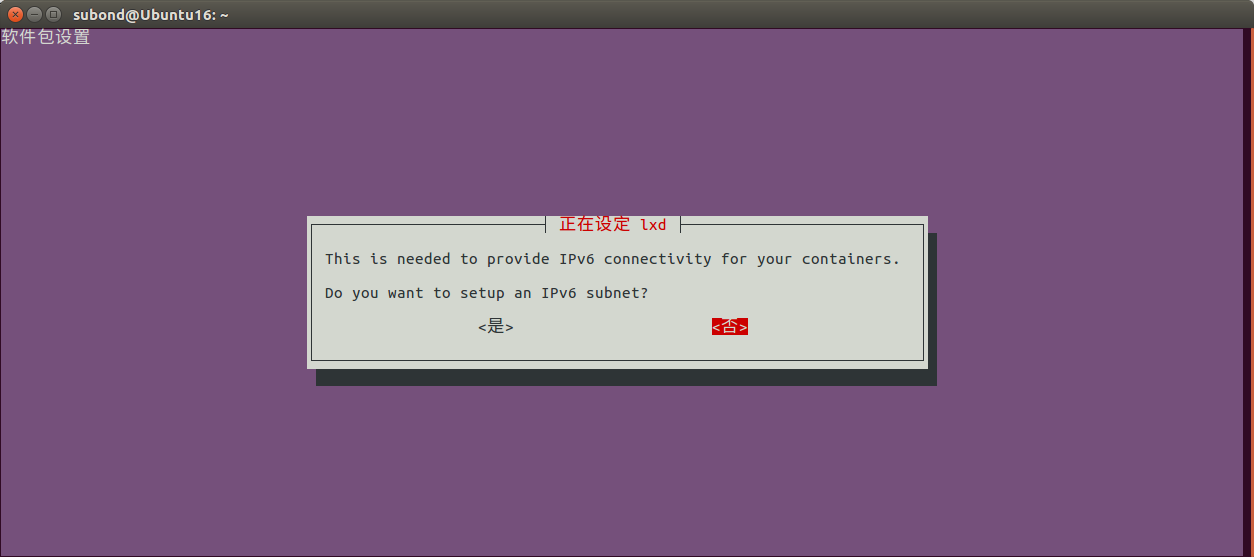 subond@Ubuntu16: ~
软件包设置
正在设定 lxd
This is needed to provide IPv6 connectivity for your containers.
Do you want to setup an IPv6 subnet?
<是> <否>